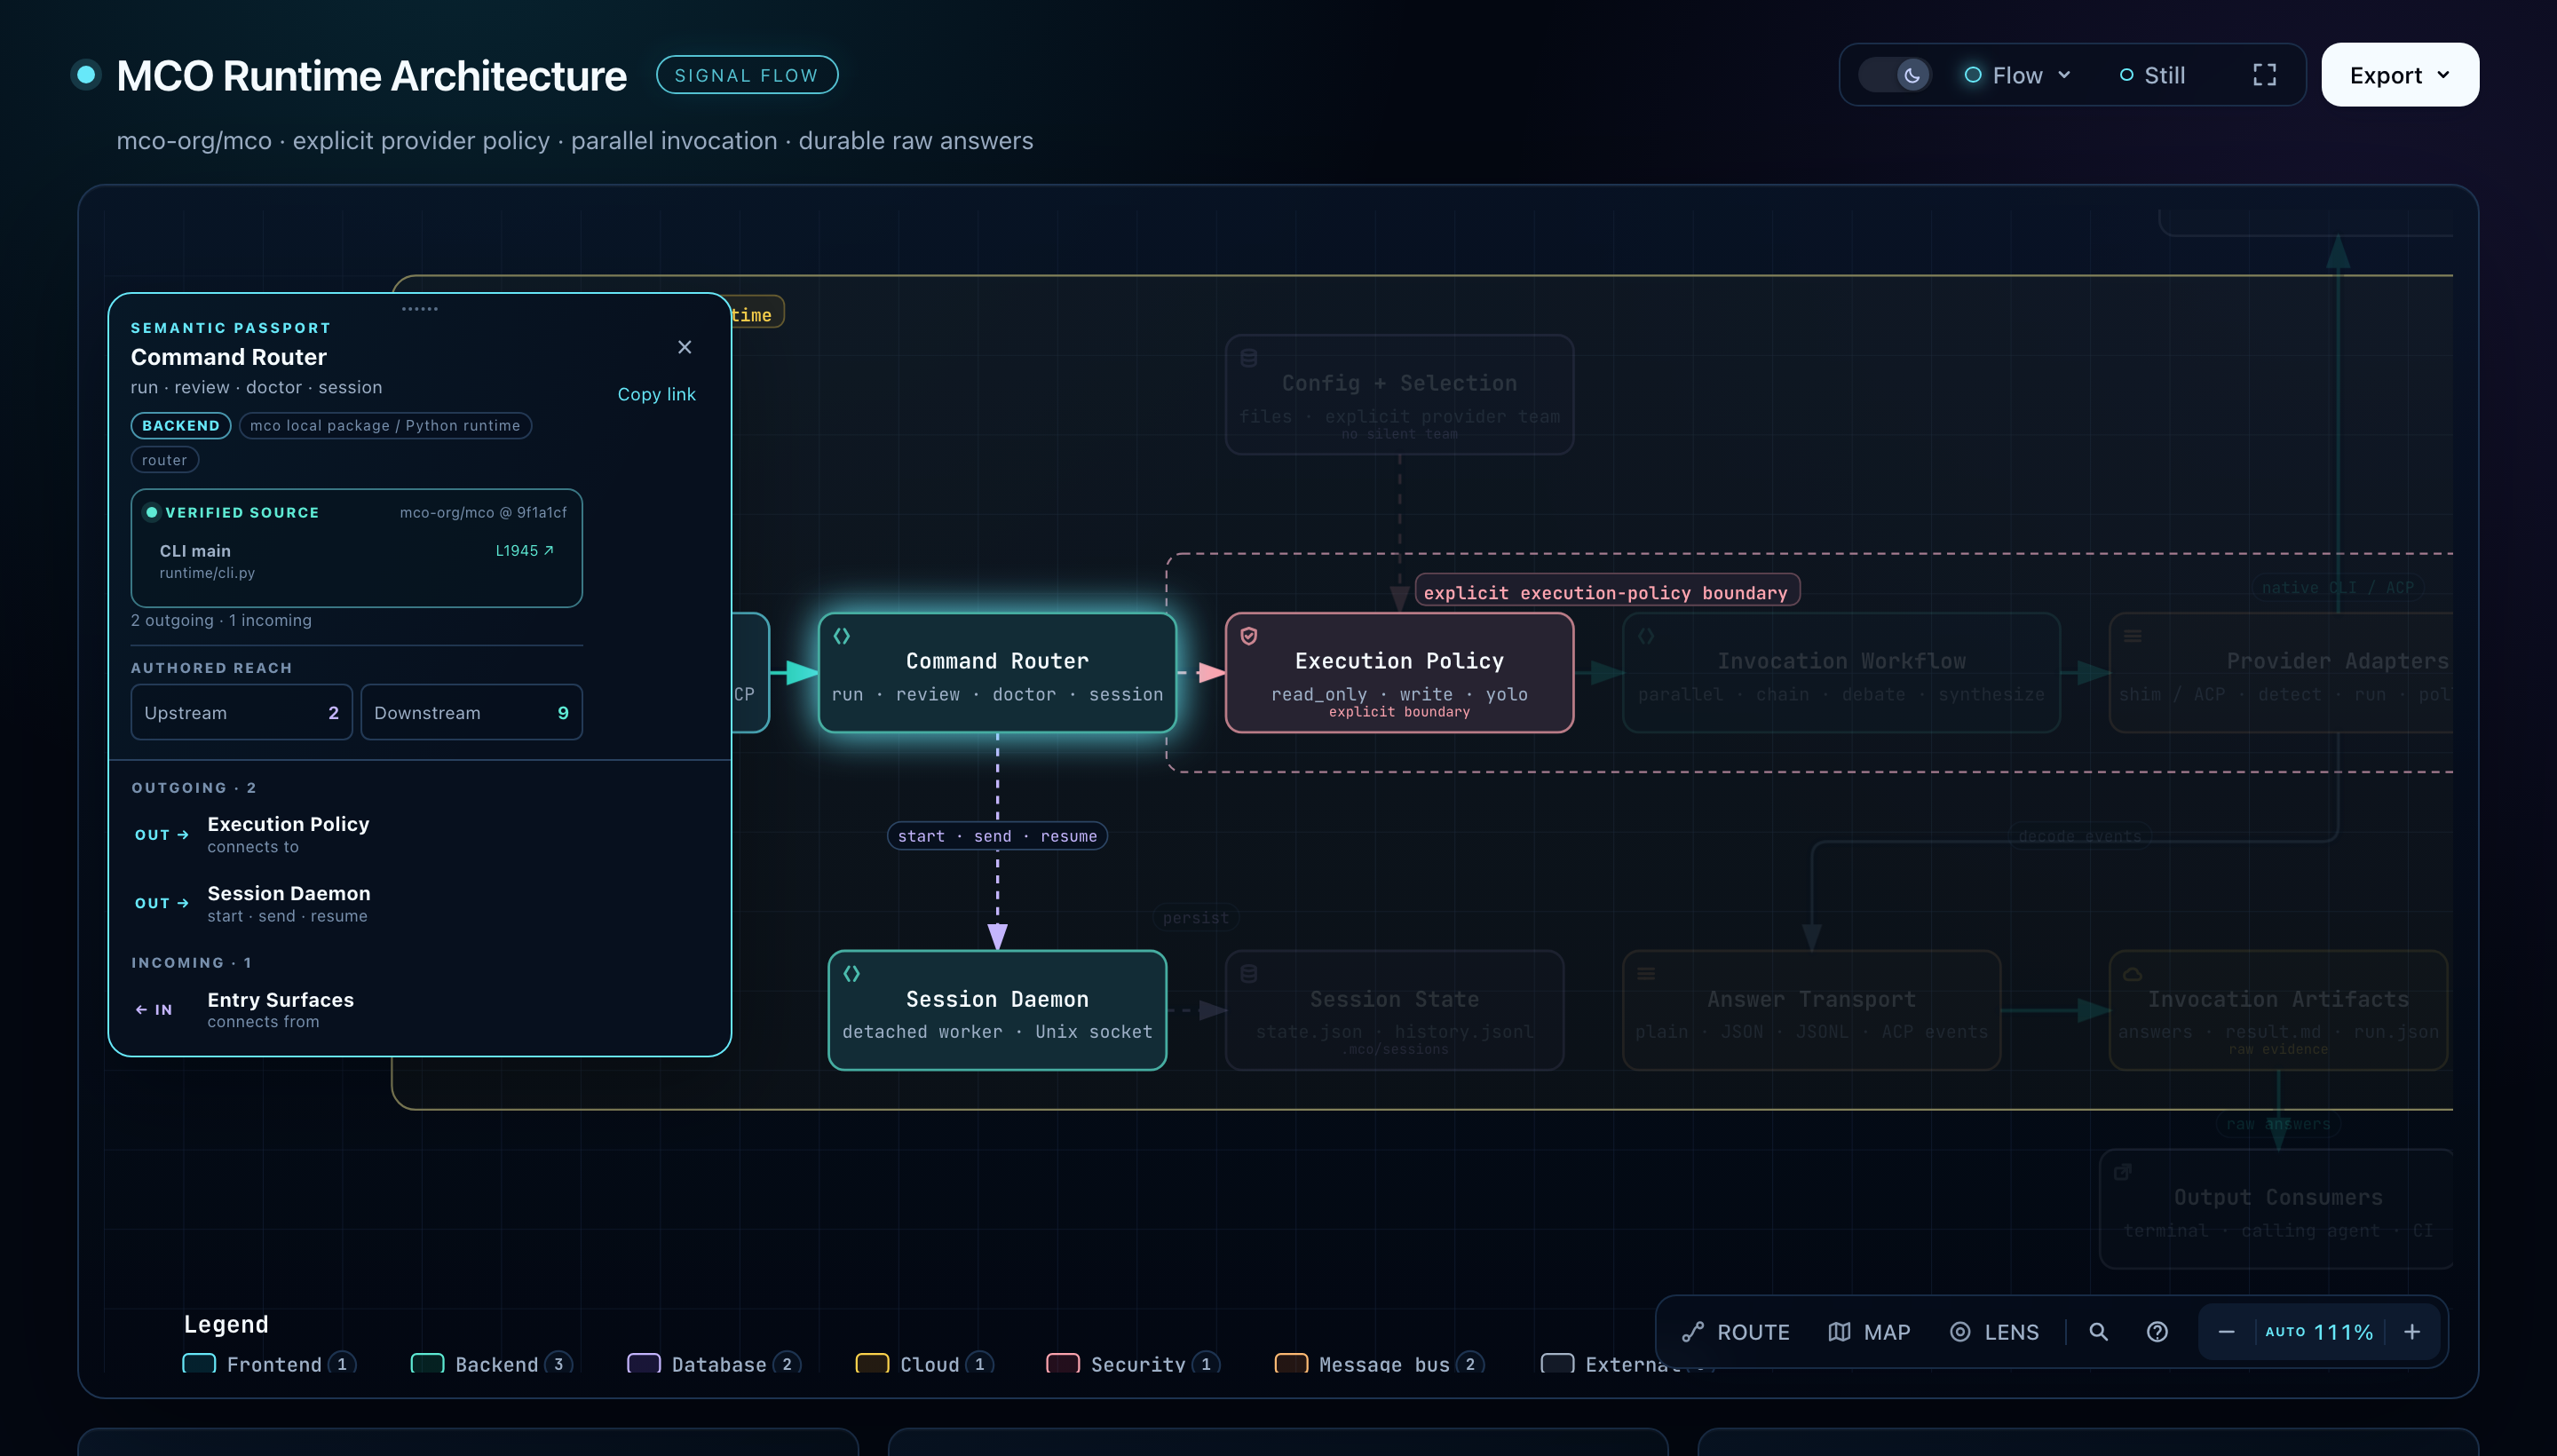 MCO Runtime Architecture
SIGNAL FLOW
Flow
Still
Export
mco-org/mco · explicit provider policy · parallel invocation · durable raw answers
SEMANTIC PASSPORT
Command Router
run · review · doctor · session
Copy link
BACKEND
mco local package / Python runtime
router
VERIFIED SOURCE
mco-org/mco @ 9f1a1cf
CLI main
L1945 ↗
runtime/cli.py
2 outgoing · 1 incoming
AUTHORED REACH
Upstream 2
Downstream 9
OUTGOING · 2
OUT → Execution Policy
connects to
OUT → Session Daemon
start · send · resume
INCOMING · 1
← IN Entry Surfaces
connects from
time
Config + Selection
files · explicit provider team
no silent team
explicit execution-policy boundary
native CLI / ACP
CP
Command Router
run · review · doctor · session
Execution Policy
read_only · write · yolo
explicit boundary
Invocation Workflow
parallel · chain · debate · synthesize
Provider Adapters
shim / ACP · detect · run · pol
start · send · resume
decode events
persist
Session Daemon
detached worker · Unix socket
Session State
state.json · history.jsonl
.mco/sessions
Answer Transport
plain · JSON · JSONL · ACP events
Invocation Artifacts
answers · result.md · run.json
raw evidence
raw answers
Output Consumers
terminal · calling agent · CI
Legend
Frontend 1
Backend 3
Database 2
Cloud 1
Security 1
Message bus 2
External
ROUTE
MAP
LENS
AUTO 111%